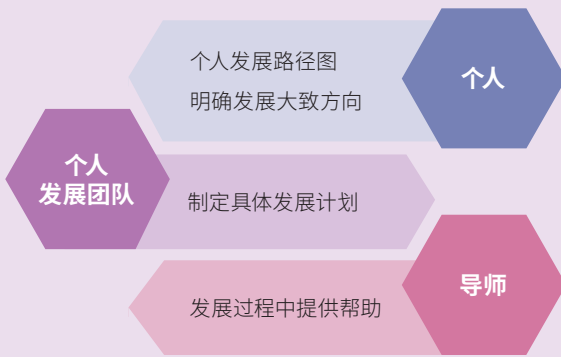 个人发展路径图
明确发展大致方向
个人
个人
发展团队
制定具体发展计划
导师
发展过程中提供帮助